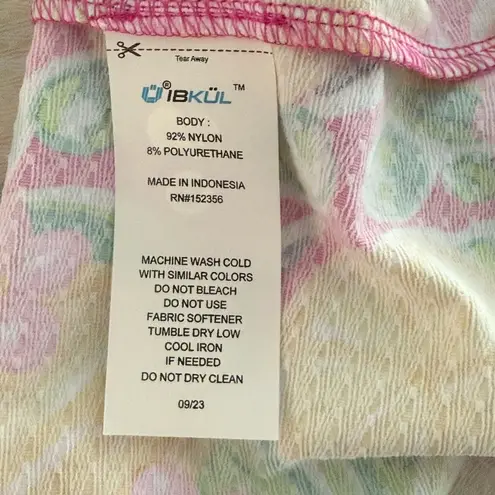 Tear Away
IBKÜL™
BODY :
92% NYLON
8% POLYURETHANE
MADE IN INDONESIA
RN#152356
MACHINE WASH COLD
WITH SIMILAR COLORS
DO NOT BLEACH
DO NOT USE
FABRIC SOFTENER
TUMBLE DRY LOW
COOL IRON
IF NEEDED
DO NOT DRY CLEAN
09/23